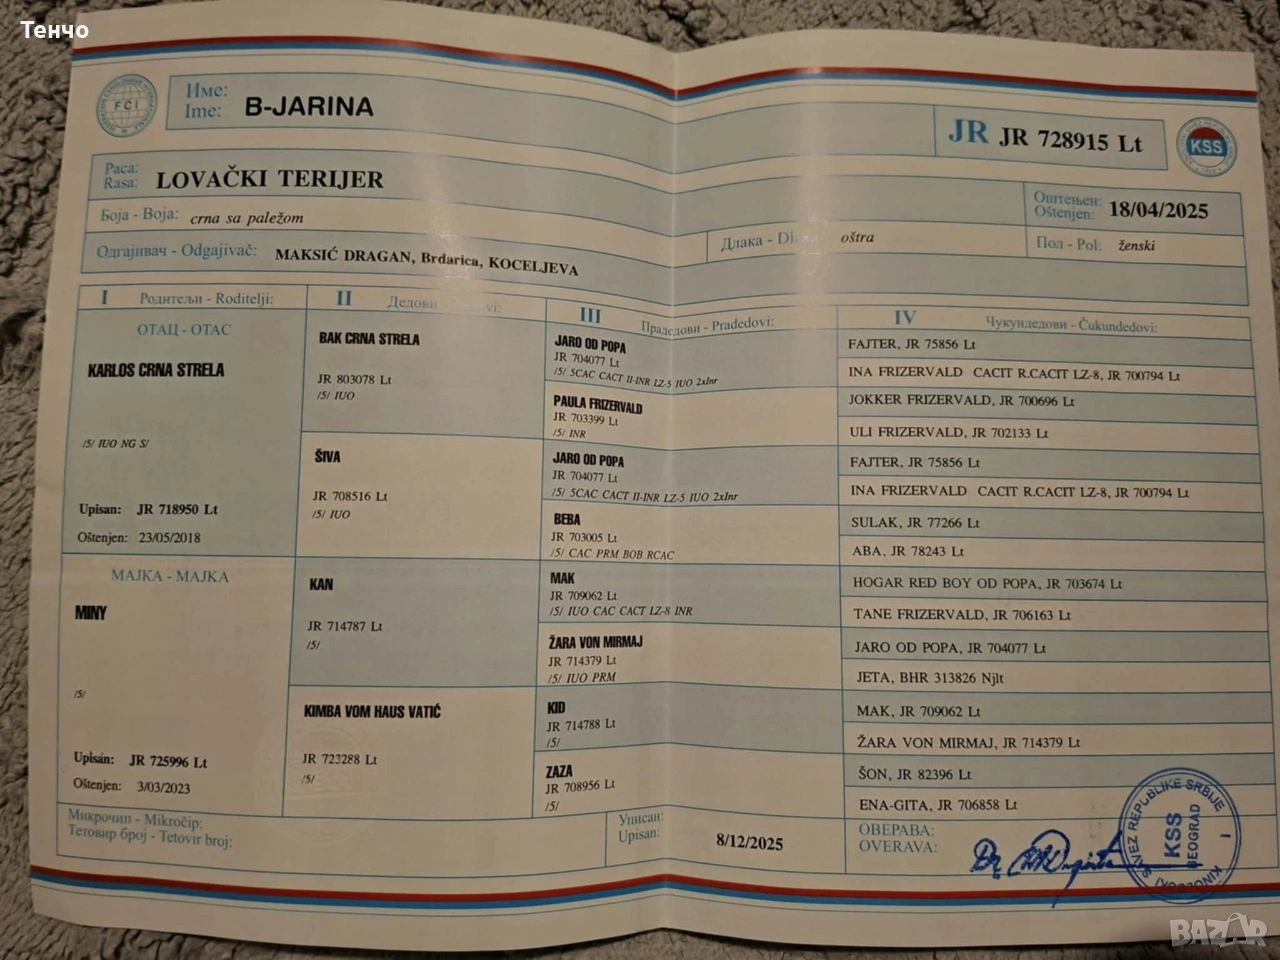 Тенчо
FCI
Име:
Ime: B-JARINA
JR JR 728915 Lt
KSS
Раса:
Rasa: LOVAČKI TERIJER
Боја - Boja: crna sa paležom
Оштењен:
Oštenjen: 18/04/2025
Одгајивач - Odgajivač: MAKSIĆ DRAGAN, Brdarica, KOCELJEVA
Длака - oštra
Пол - Pol: ženski
I Родитељи - Roditelji:
II Дедови
III Прадедови - Pradedovi:
IV Чукундедови - Čukundedovi:
ОТАЦ - OTAC
KARLOS CRNA STRELA
/5/ IUO NG S/
Upisan: JR 718950 Lt
Oštenjen: 23/05/2018
МАЈКА - MAJKA
MINY
/5/
Upisan: JR 725996 Lt
Oštenjen: 3/03/2023
BAK CRNA STRELA
JR 803078 Lt
/5/ IUO
ŠIVA
JR 708516 Lt
/5/ IUO
KAN
JR 714787 Lt
/5/
KIMBA VOM HAUS VATIĆ
JR 723288 Lt
/5/
JARO OD POPA
JR 704077 Lt
/5/ 5CAC CACT II-INR LZ-5 IUO 2xInr
PAULA FRIZERVALD
JR 703399 Lt
/5/ INR
JARO OD POPA
JR 704077 Lt
/5/ 5CAC CACT II-INR LZ-5 IUO 2xInr
BEBA
JR 703005 Lt
/5/ CAC PRM BOB RCAC
MAK
JR 709062 Lt
/5/ IUO CAC CACT LZ-8 INR
ŽARA VON MIRMAJ
JR 714379 Lt
/5/ IUO PRM
KID
JR 714788 Lt
/5/
ZAZA
JR 708956 Lt
/5/
FAJTER, JR 75856 Lt
INA FRIZERVALD CACIT R.CACIT LZ-8, JR 700794 Lt
JOKKER FRIZERVALD, JR 700696 Lt
ULI FRIZERVALD, JR 702133 Lt
FAJTER, JR 75856 Lt
INA FRIZERVALD CACIT R.CACIT LZ-8, JR 700794 Lt
SULAK, JR 77266 Lt
ABA, JR 78243 Lt
HOGAR RED BOY OD POPA, JR 703674 Lt
TANE FRIZERVALD, JR 706163 Lt
JARO OD POPA, JR 704077 Lt
JETA, BHR 313826 Njlt
MAK, JR 709062 Lt
ŽARA VON MIRMAJ, JR 714379 Lt
ŠON, JR 82396 Lt
ENA-GITA, JR 706858 Lt
Микрочип - Mikročip:
Тетовир број - Tetovir broj:
Уписан:
Upisan: 8/12/2025
ОВЕРАВА:
OVERAVA:
KINOLOŠKI SAVEZ REPUBLIKE SRBIJE
KSS
BEOGRAD
I
BAZAR